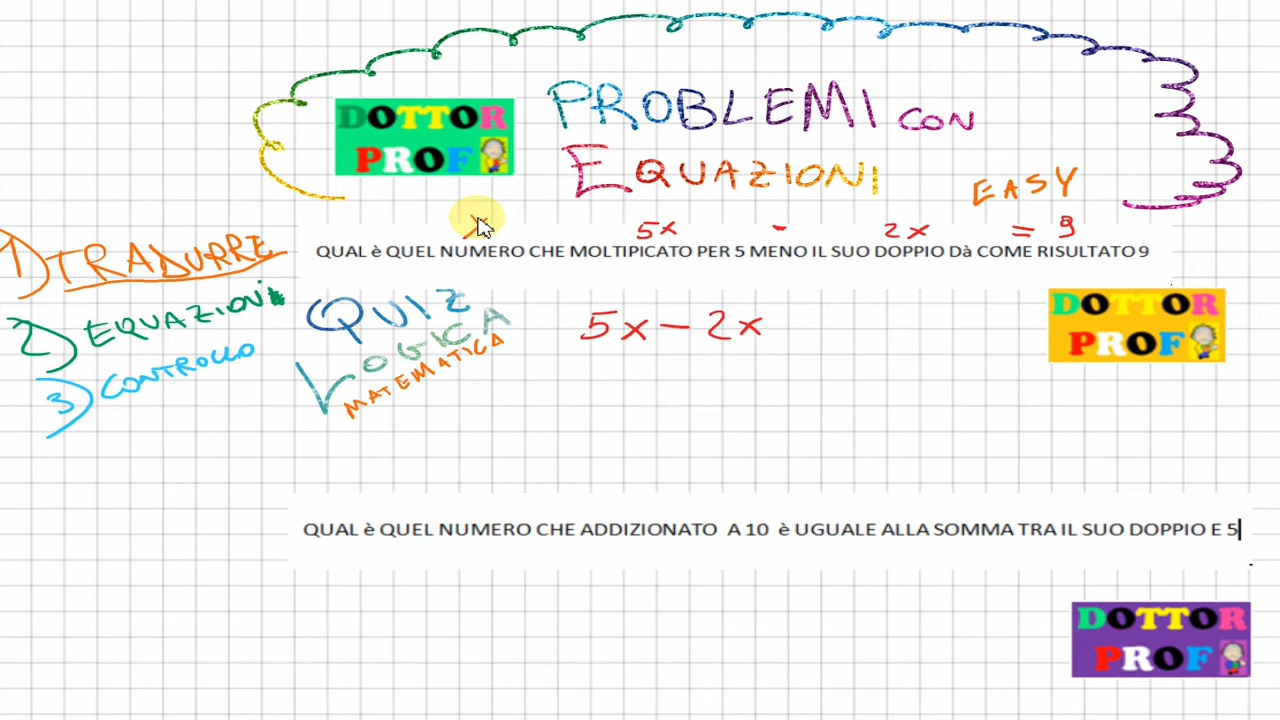 DOTTOR
PROF
PROBLEMI CON
EQUAZIONI
EASY
x 5x - 2x = 9
QUAL è QUEL NUMERO CHE MOLTIPICATO PER 5 MENO IL SUO DOPPIO Dà COME RISULTATO 9
1) TRADURRE
2) EQUAZIONI
3) CONTROLLO
QUIZ
LOGICA
MATEMATICA
5x - 2x
DOTTOR
PROF
QUAL è QUEL NUMERO CHE ADDIZIONATO A 10 è UGUALE ALLA SOMMA TRA IL SUO DOPPIO E 5
DOTTOR
PROF